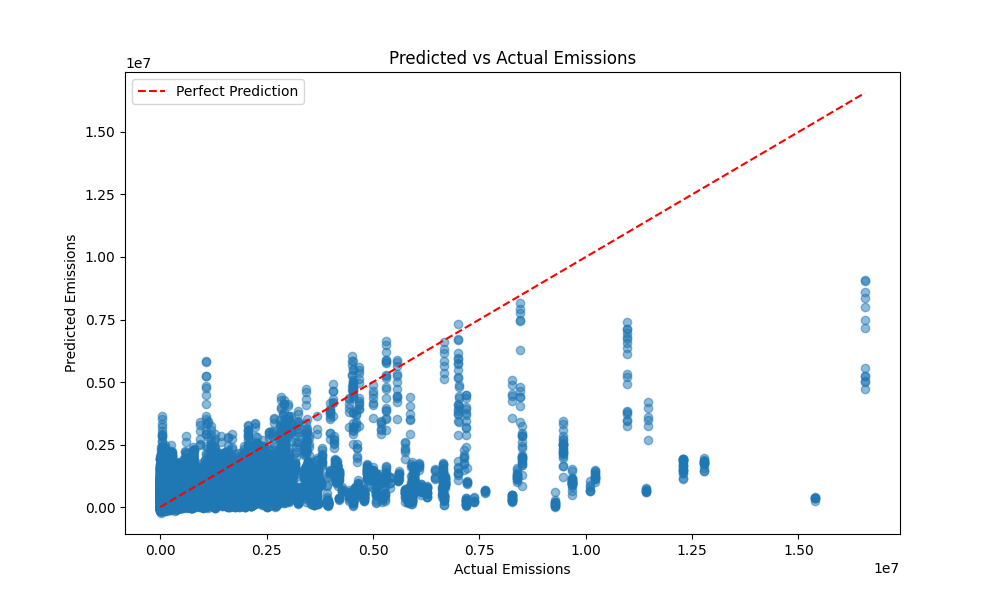 Predicted vs Actual Emissions
1e7
Perfect Prediction
1.50
1.25
1.00
0.75
0.50
0.25
0.00
Predicted Emissions
0.00 0.25 0.50 0.75 1.00 1.25 1.50
Actual Emissions
1e7